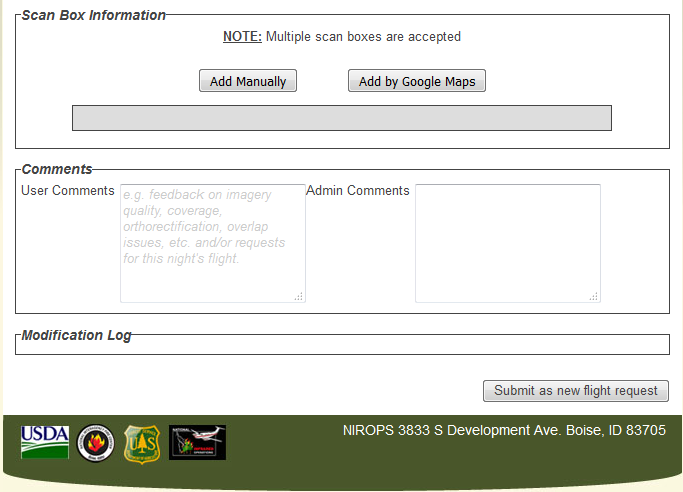 Scan Box Information
NOTE: Multiple scan boxes are accepted
Add Manually Add by Google Maps
Comments
User Comments
e.g. feedback on imagery
quality, coverage,
orthorectification, overlap
issues, etc. and/or requests
for this night's flight.
Admin Comments
Modification Log
Submit as new flight request
USDA
NIROPS 3833 S Development Ave. Boise, ID 83705